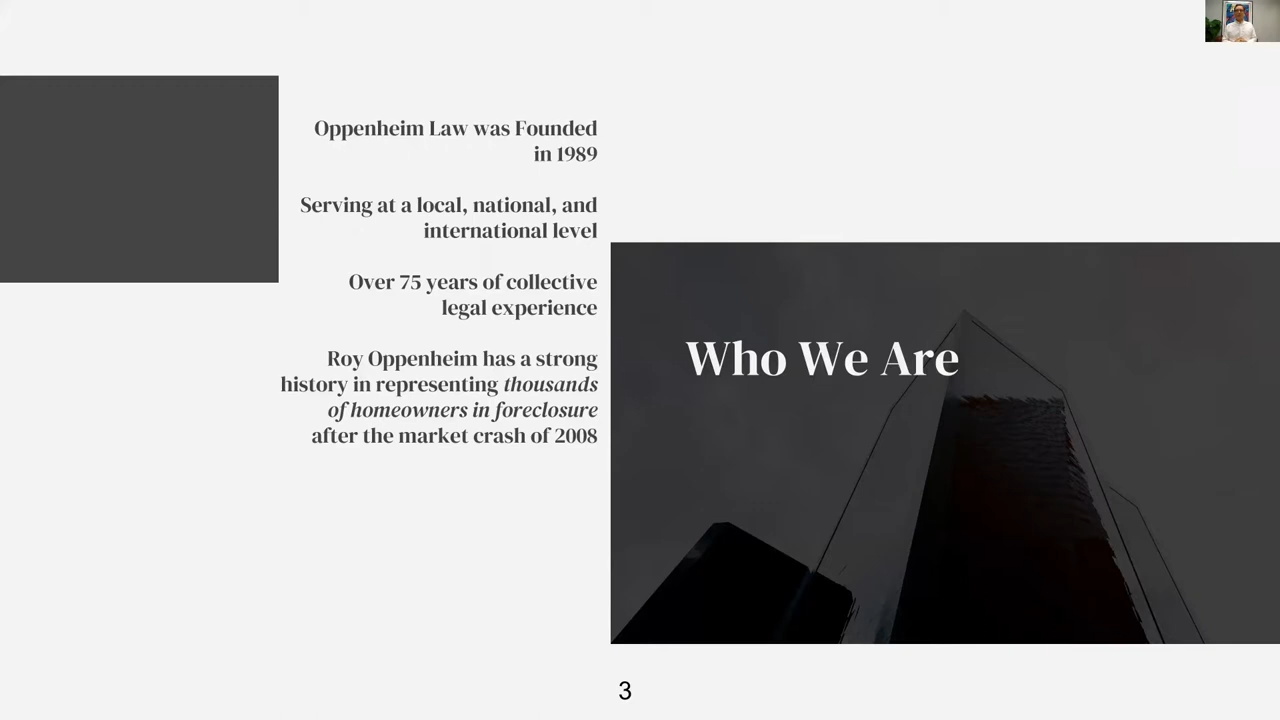 Oppenheim Law was Founded
in 1989
Serving at a local, national, and
international level
Over 75 years of collective
legal experience
Roy Oppenheim has a strong
history in representing thousands
of homeowners in foreclosure
after the market crash of 2008
Who We Are
3